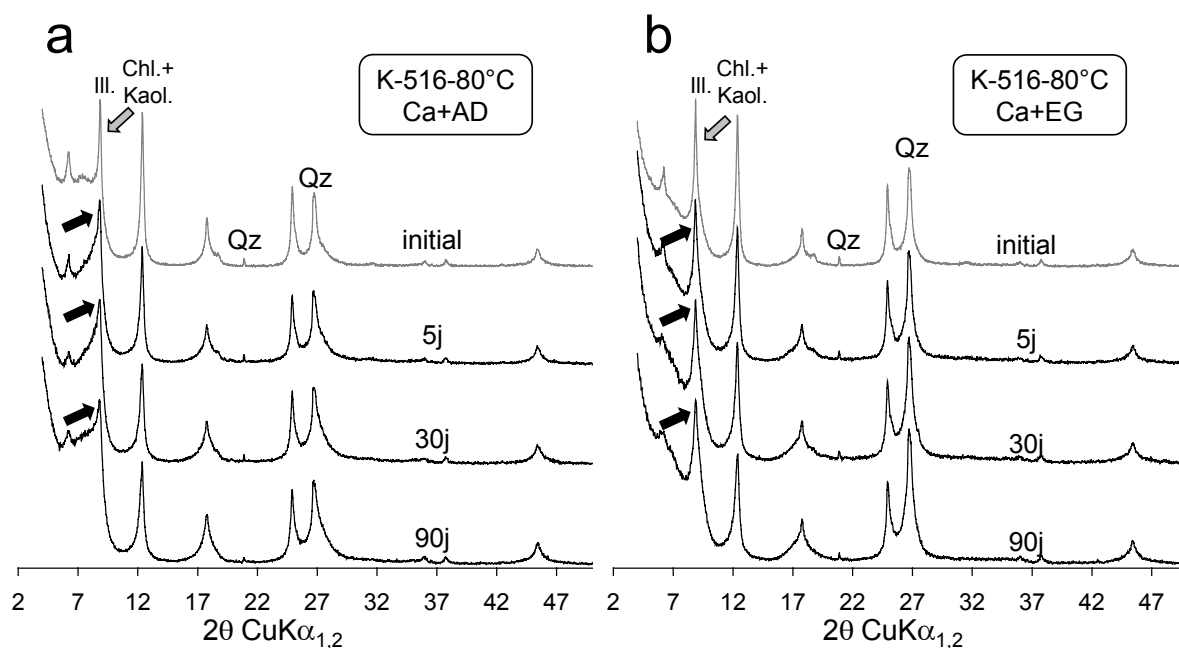 a
Ill.
Chl.+
Kaol.
K-516-80°C
Ca+AD
Qz
Qz
initial
5j
30j
90j
2 7 12 17 22 27 32 37 42 47
2θ CuKα1,2
b
Ill.
Chl.+
Kaol.
K-516-80°C
Ca+EG
Qz
Qz
initial
5j
30j
90j
2 7 12 17 22 27 32 37 42 47
2θ CuKα1,2